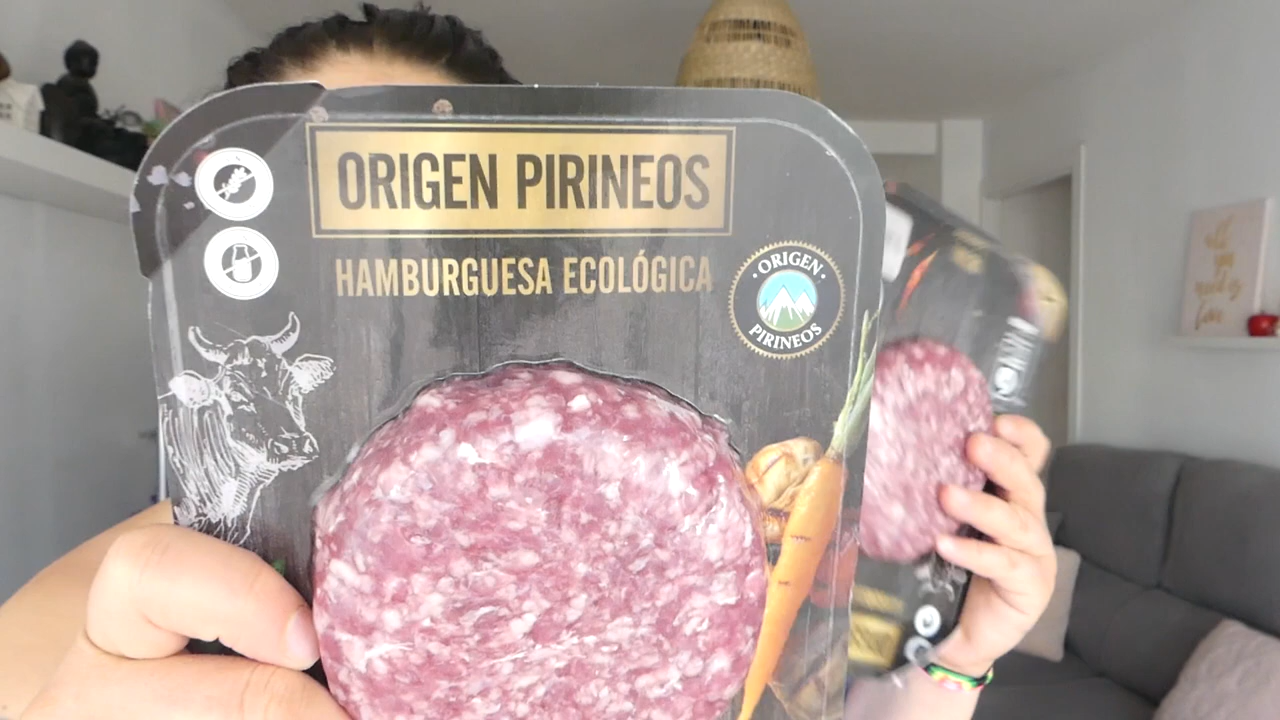 ORIGEN PIRINEOS
HAMBURGUESA ECOLÓGICA
· ORIGEN ·
PIRINEOS